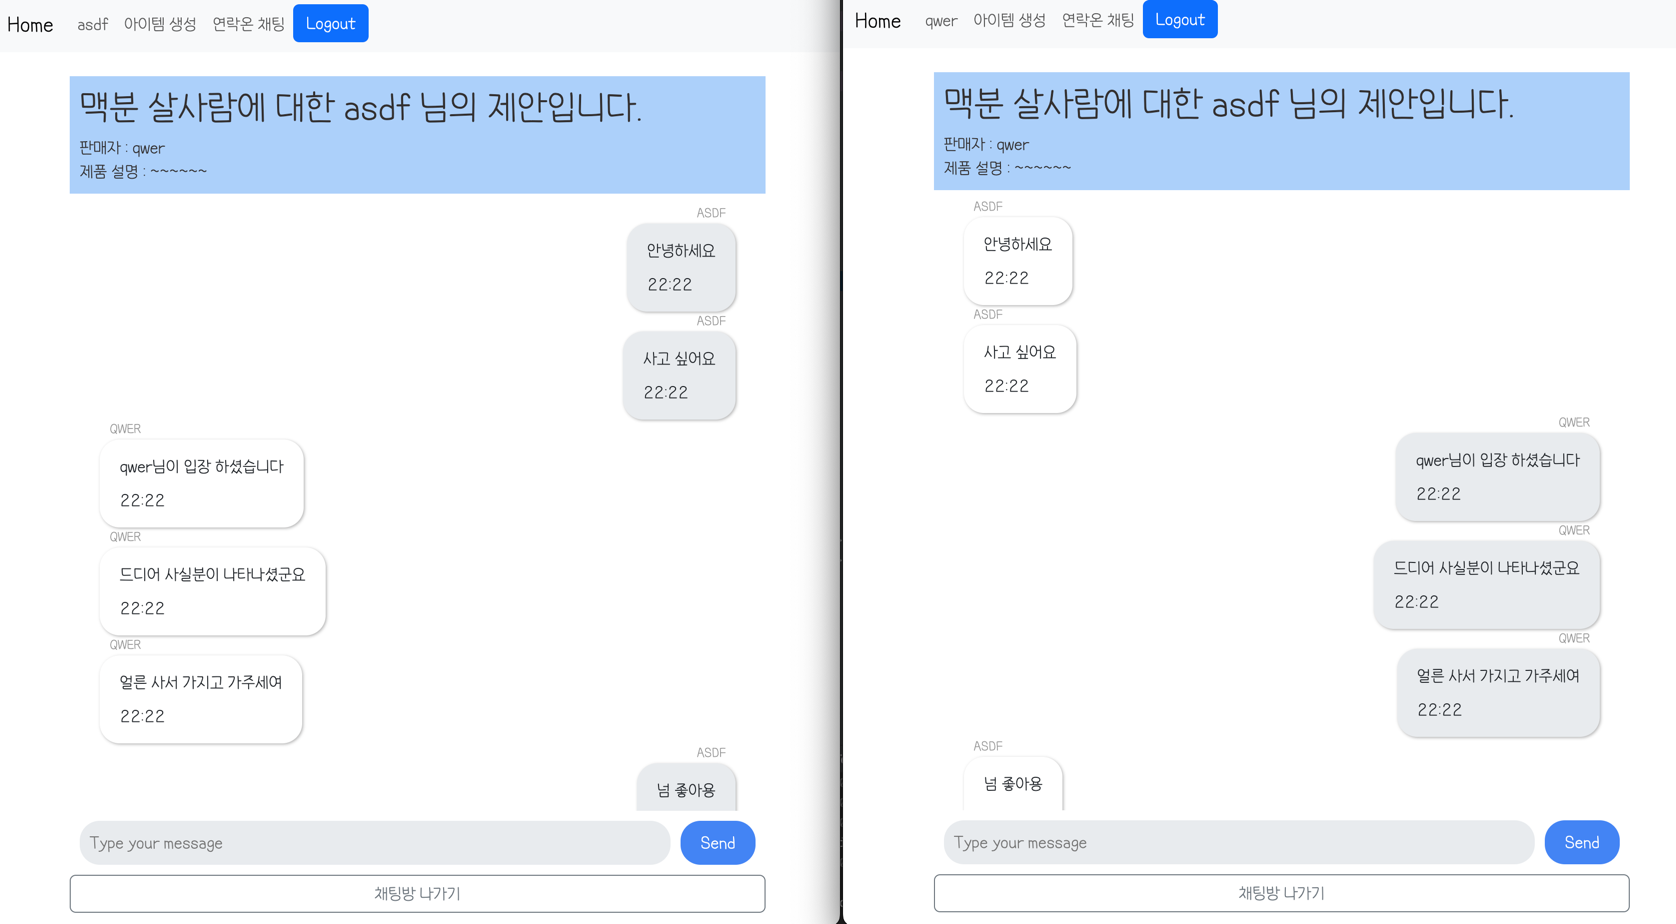 Home asdf 아이템 생성 연락온 채팅 Logout
맥분 살사람에 대한 asdf 님의 제안입니다.
판매자 : qwer
제품 설명 : ~~~~~~
ASDF
안녕하세요
22:22
ASDF
사고 싶어요
22:22
QWER
qwer님이 입장 하셨습니다
22:22
QWER
드디어 사실분이 나타나셨군요
22:22
QWER
얼른 사서 가지고 가주세여
22:22
ASDF
넘 좋아용
Type your message Send
채팅방 나가기
Home qwer 아이템 생성 연락온 채팅 Logout
맥분 살사람에 대한 asdf 님의 제안입니다.
판매자 : qwer
제품 설명 : ~~~~~~
ASDF
안녕하세요
22:22
ASDF
사고 싶어요
22:22
QWER
qwer님이 입장 하셨습니다
22:22
QWER
드디어 사실분이 나타나셨군요
22:22
QWER
얼른 사서 가지고 가주세여
22:22
ASDF
넘 좋아용
Type your message Send
채팅방 나가기